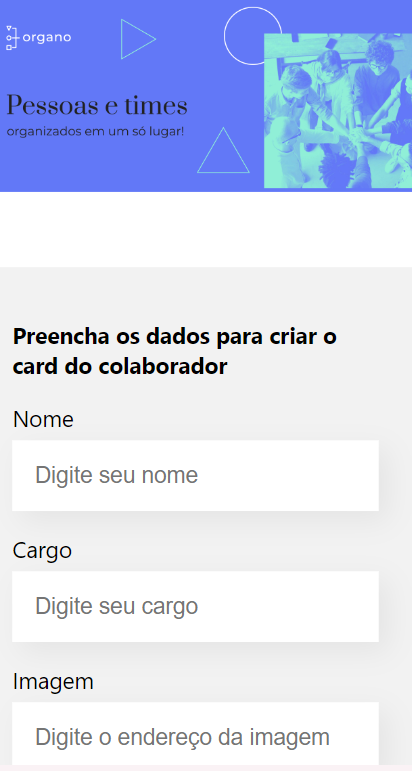 organo
Pessoas e times
organizados em um só lugar!
Preencha os dados para criar o
card do colaborador
Nome
Digite seu nome
Cargo
Digite seu cargo
Imagem
Digite o endereço da imagem